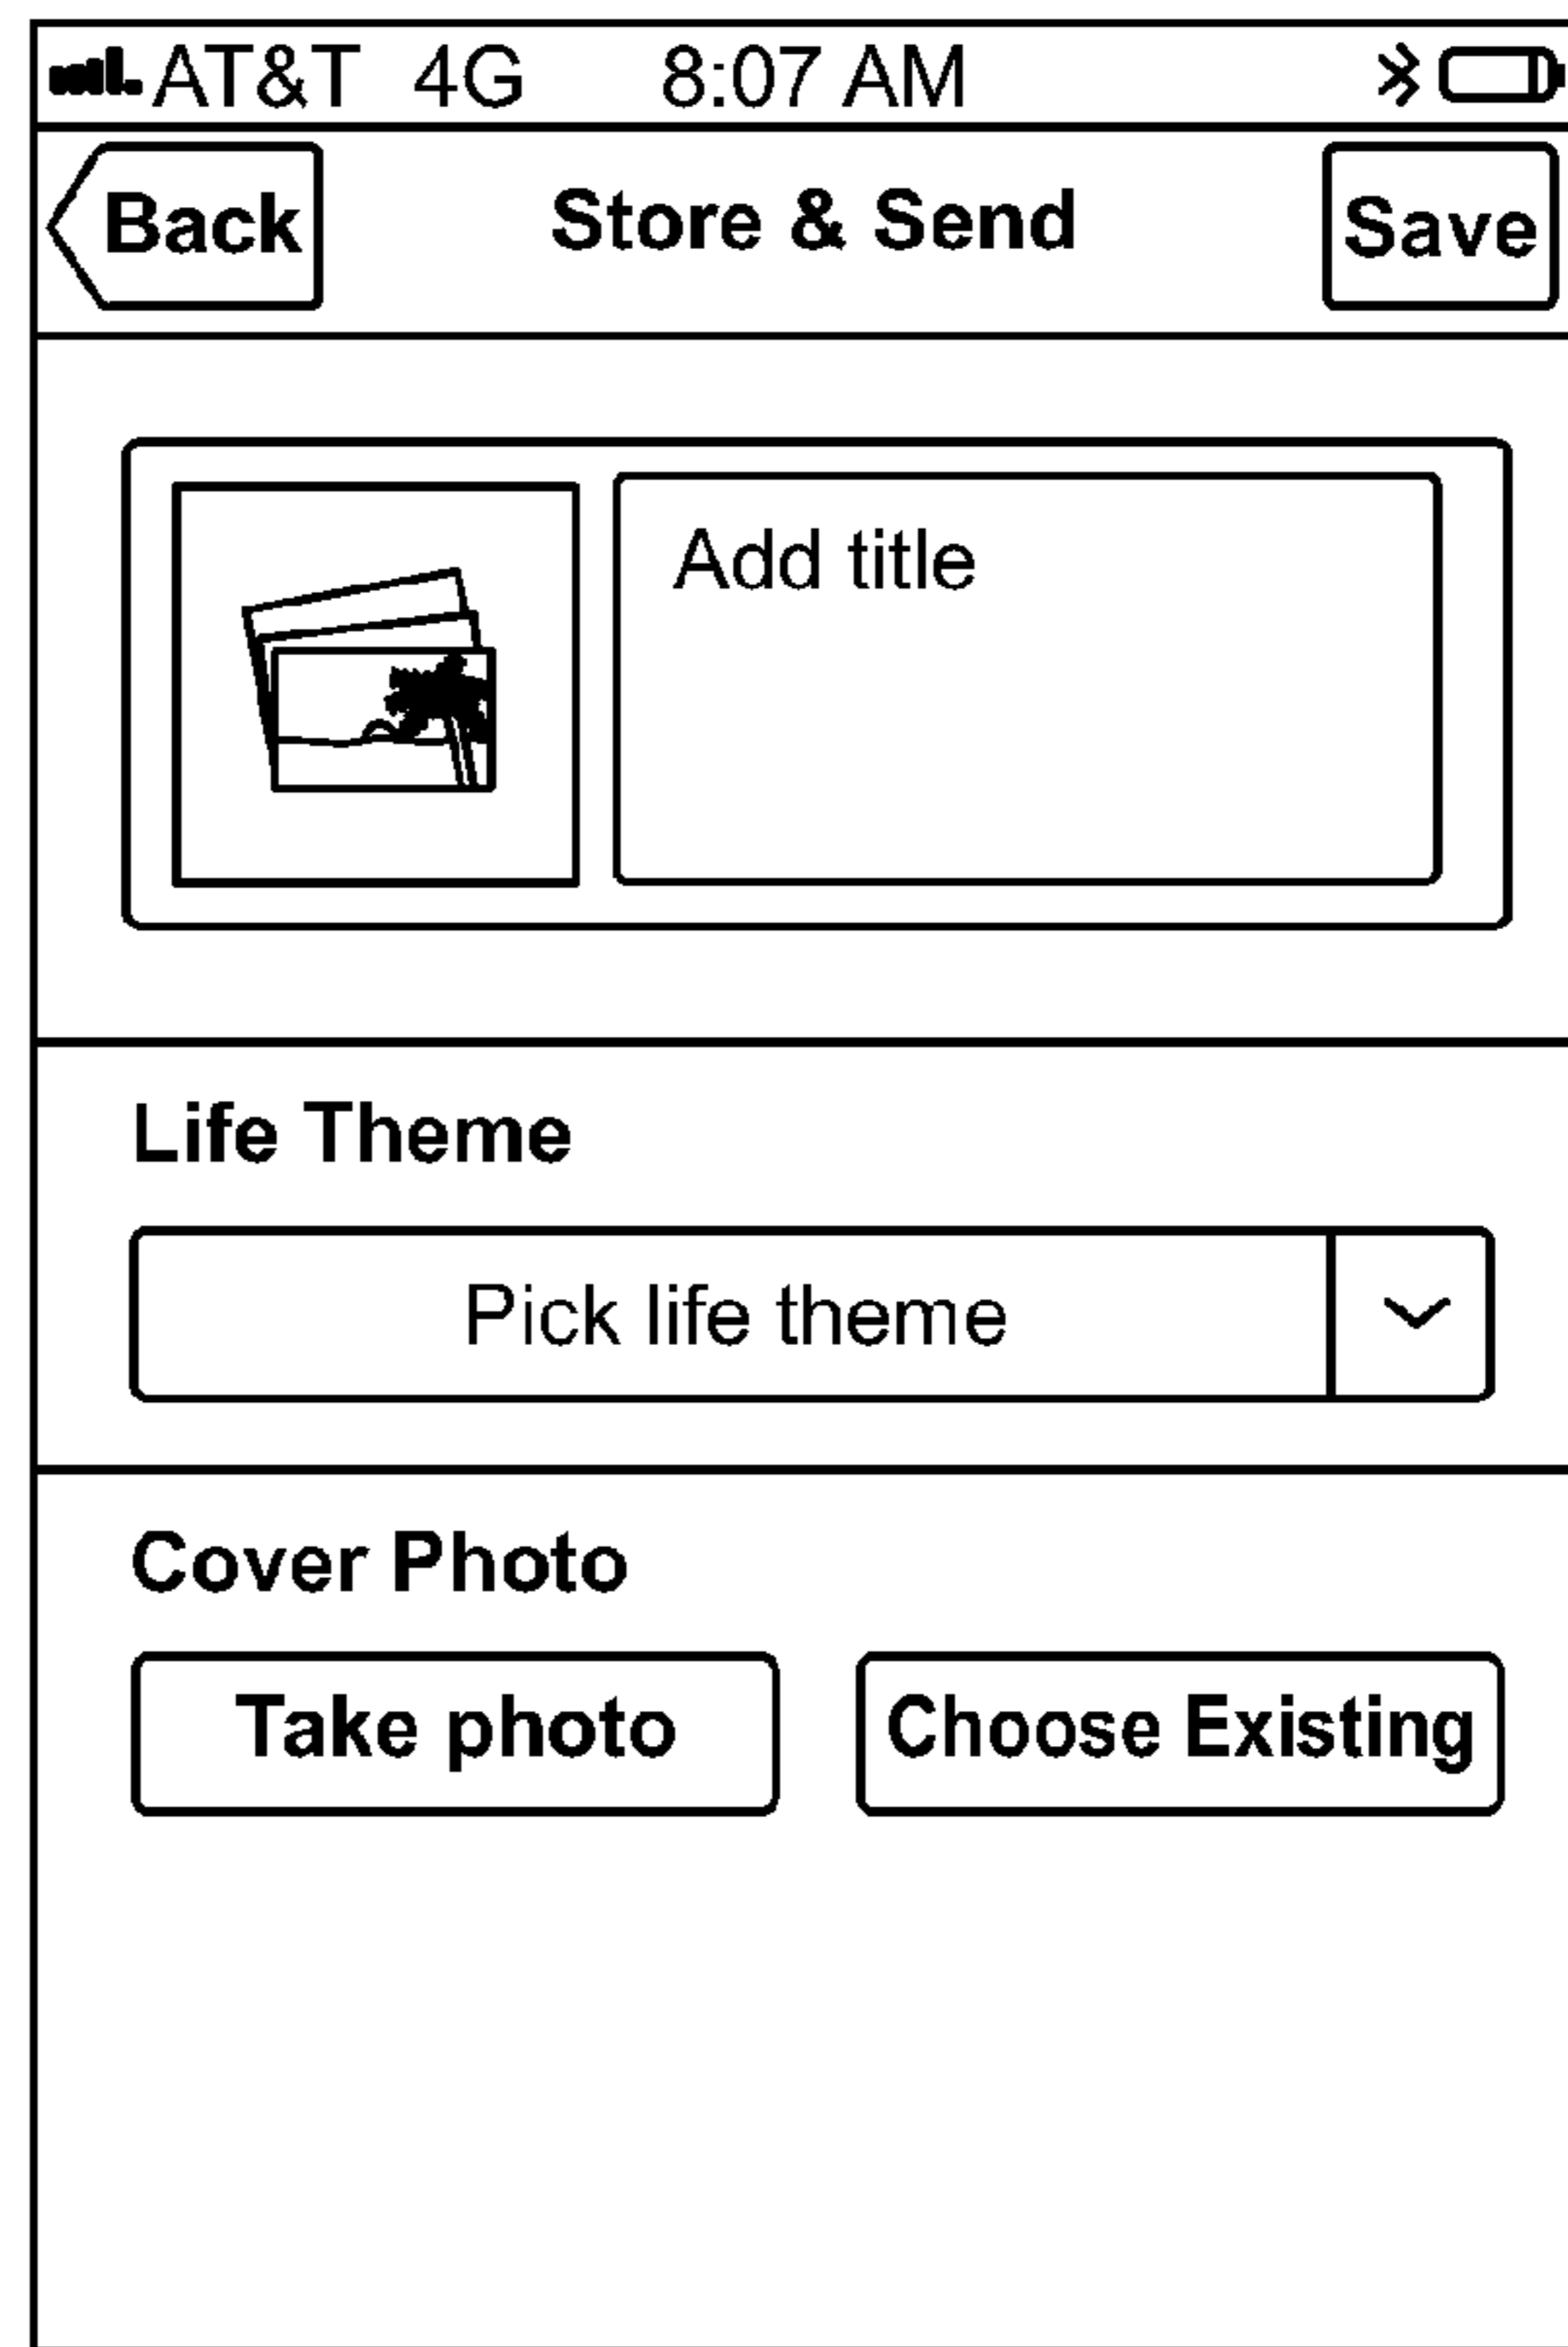 AT&T 4G 8:07 AM
Back Store & Send Save
Add title
Life Theme
Pick life theme
Cover Photo
Take photo Choose Existing